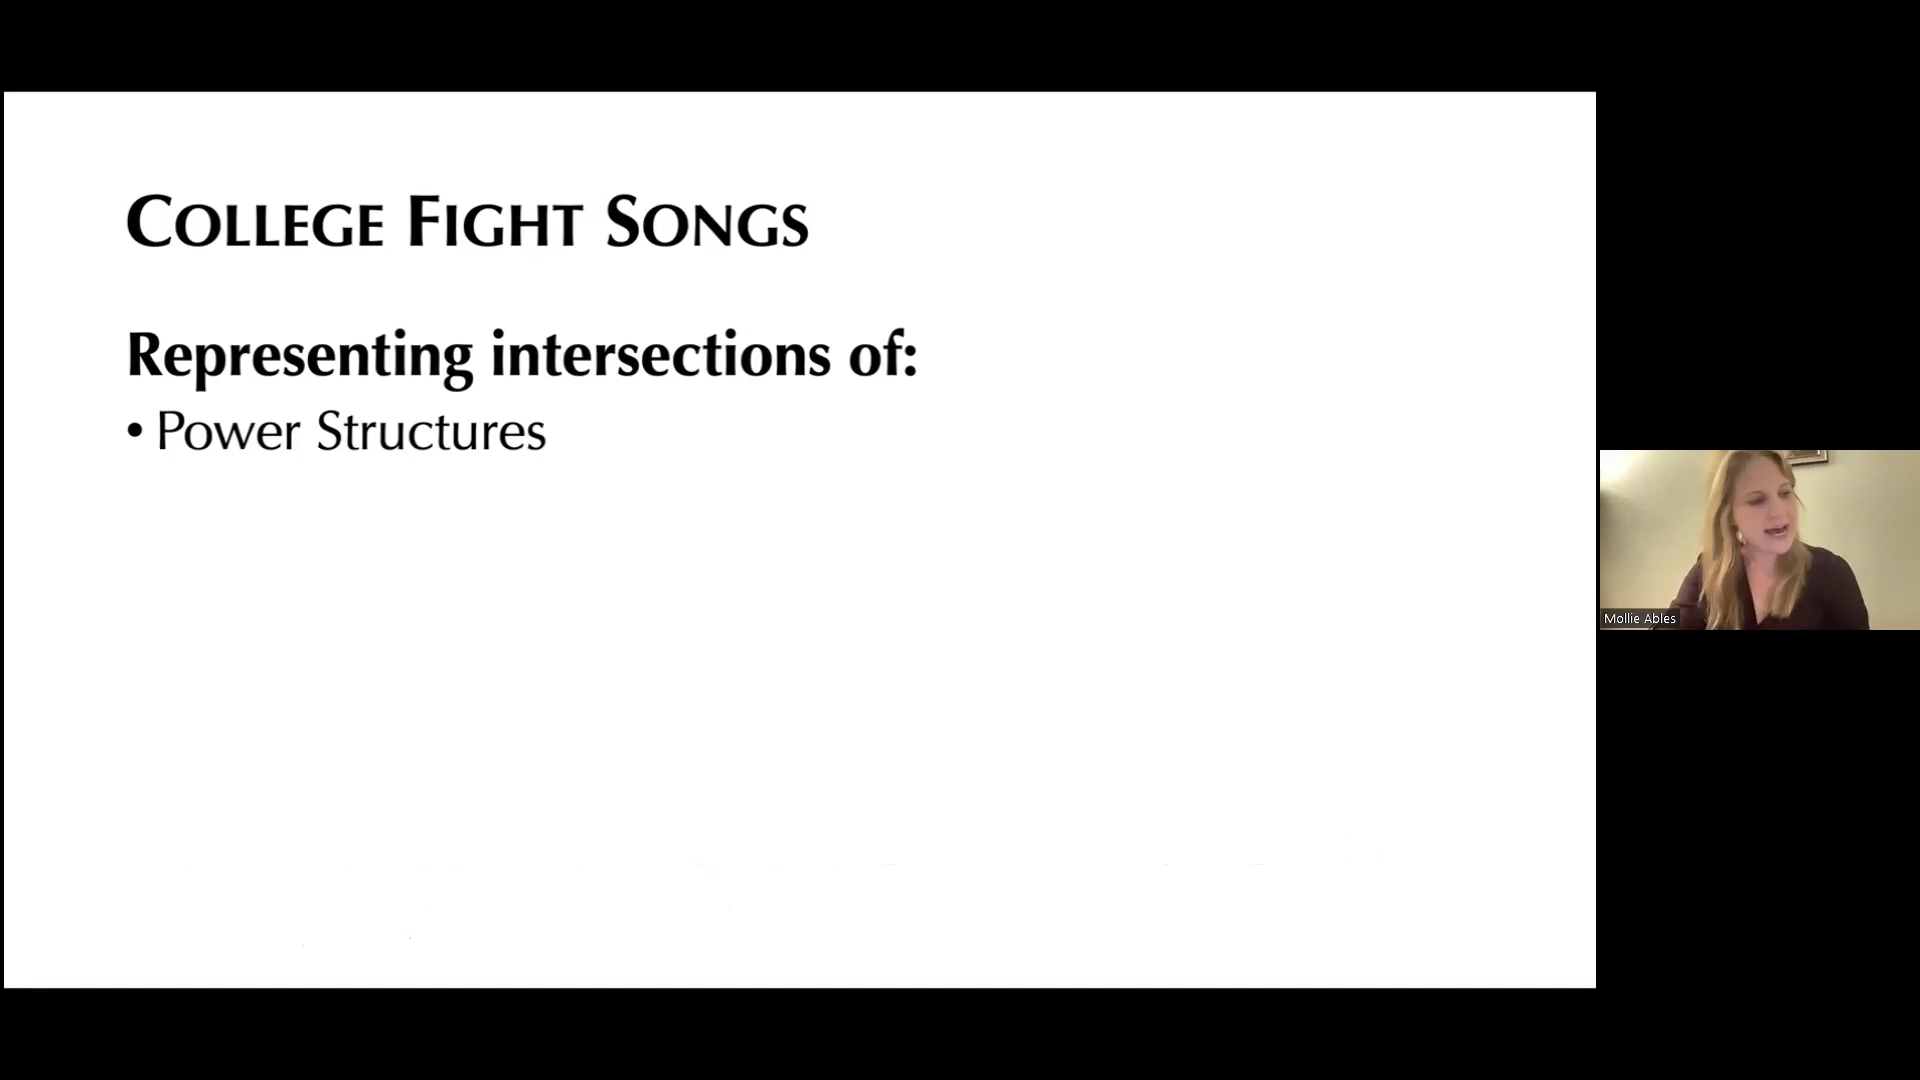 COLLEGE FIGHT SONGS
Representing intersections of:
• Power Structures
Mollie Ables